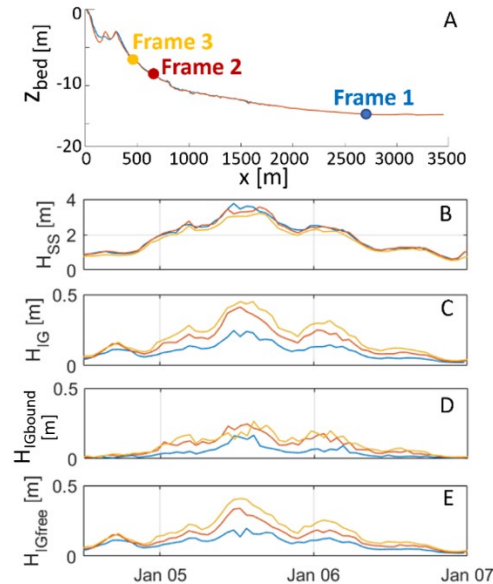 A
0
-10
-20
Z_bed [m]
Frame 3
Frame 2
Frame 1
0 500 1000 1500 2000 2500 3000 3500
x [m]
B
4
2
0
H_SS [m]
C
0.5
0
H_IG [m]
D
0.5
0
H_IGbound [m]
E
0.5
0
H_IGfree [m]
Jan 05 Jan 06 Jan 07